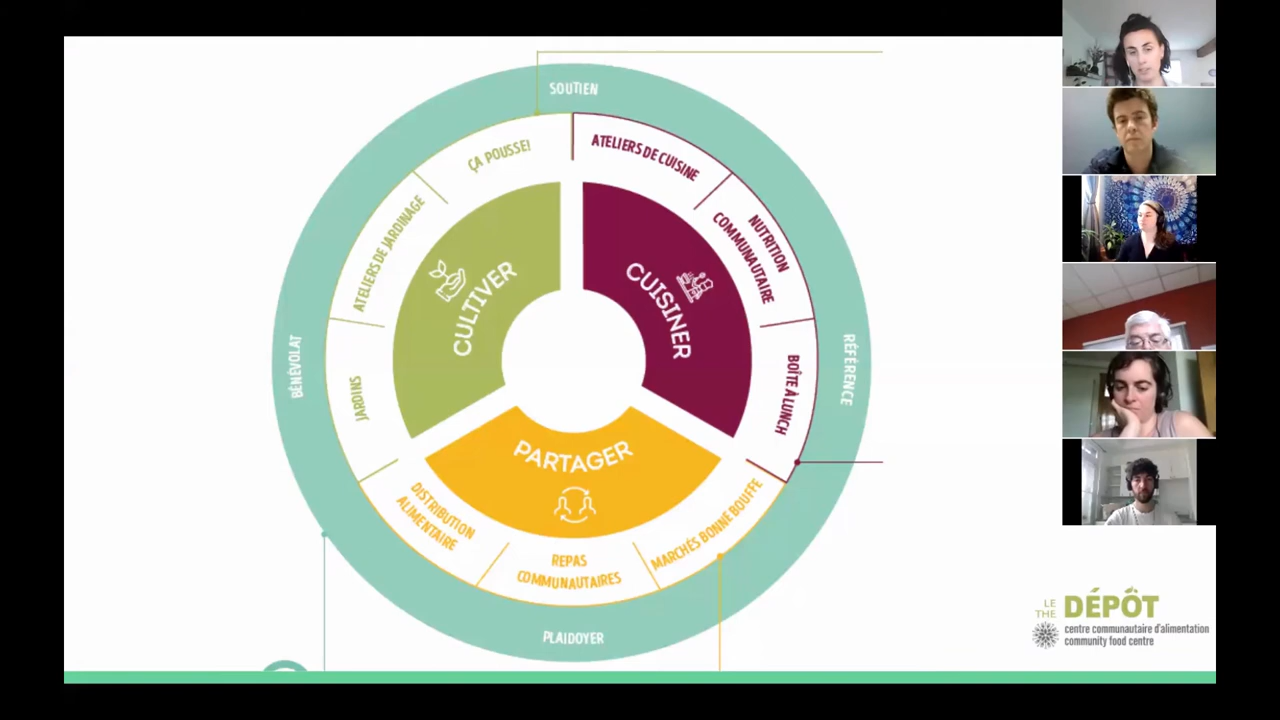 SOUTIEN
ÇA POUSSE!
ATELIERS DE CUISINE
ATELIERS DE JARDINAGE
NUTRITION
COMMUNAUTAIRE
CULTIVER
CUISINER
BÉNÉVOLAT
RÉFÉRENCE
JARDINS
BOÎTE À LUNCH
PARTAGER
DISTRIBUTION
ALIMENTAIRE
REPAS
COMMUNAUTAIRES
MARCHÉS BONNE BOUFFE
PLAIDOYER
LE
THE
DÉPÔT
centre communautaire d'alimentation
community food centre